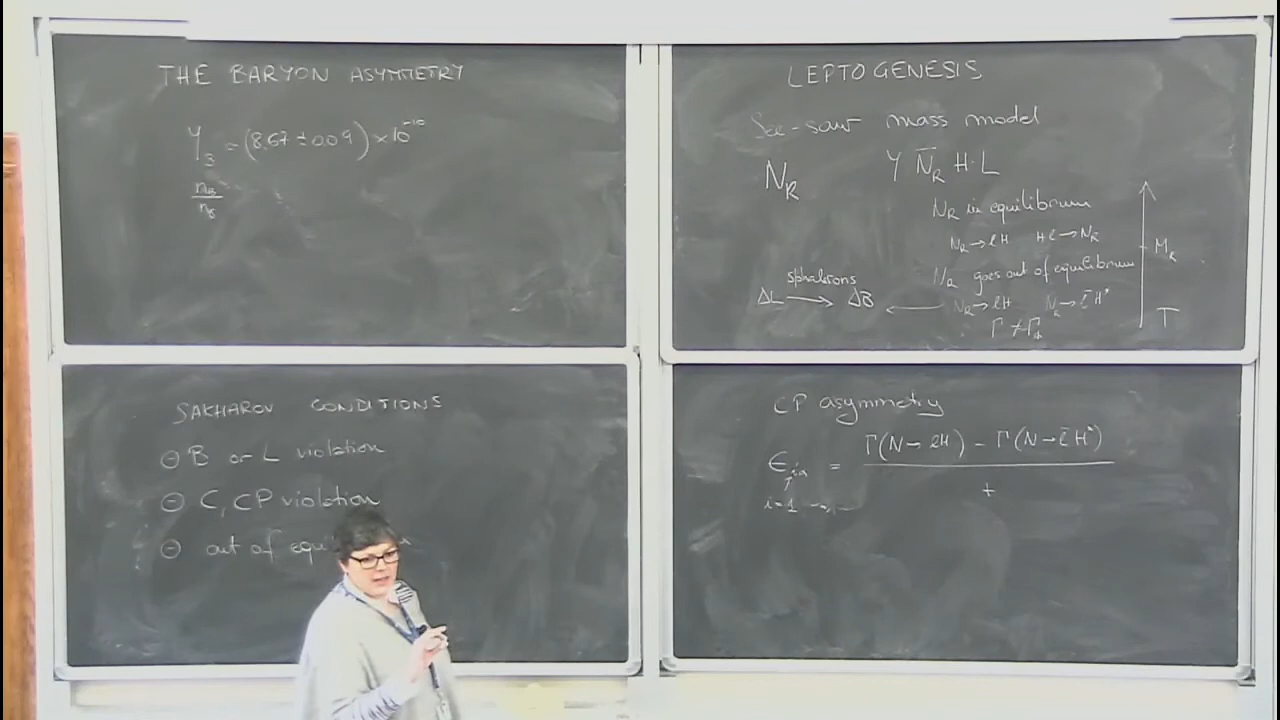 THE BARYON ASYMMETRY
Y_B = (8.67 ± 0.09) × 10^{-10}
n_B / n_γ
SAKHAROV CONDITIONS
⊖ B or L violation
⊖ C, CP violation
⊖ out of
LEPTOGENESIS
See-saw mass model
N_R Y N̄_R H·L
N_R in equilibrium
N_R → ℓH Hℓ → N_R
M_R
N_R goes out of equilibrium
sphalerons
ΔL → ΔB ← N_R → ℓH N_R → ℓ̄ H*
Γ ≠ Γ
T
CP asymmetry
ϵ = Γ(N → ℓH) − Γ(N → ℓ̄ H*)
+
i=1